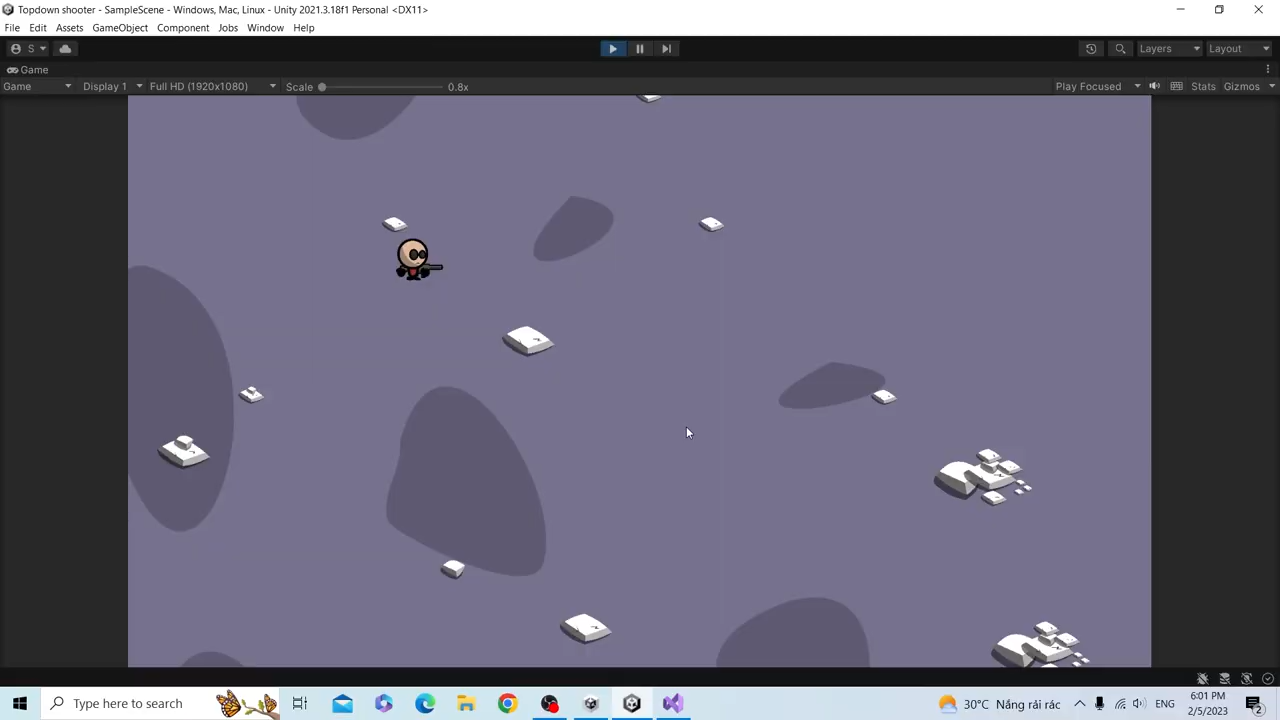 Topdown shooter - SampleScene - Windows, Mac, Linux - Unity 2021.3.18f1 Personal <DX11>
File Edit Assets GameObject Component Jobs Window Help
S Layers Layout
Game
Game Display 1 Full HD (1920x1080) Scale 0.8x Play Focused Stats Gizmos
Type here to search 30°C Nắng rải rác ENG 6:01 PM
2/5/2023 2